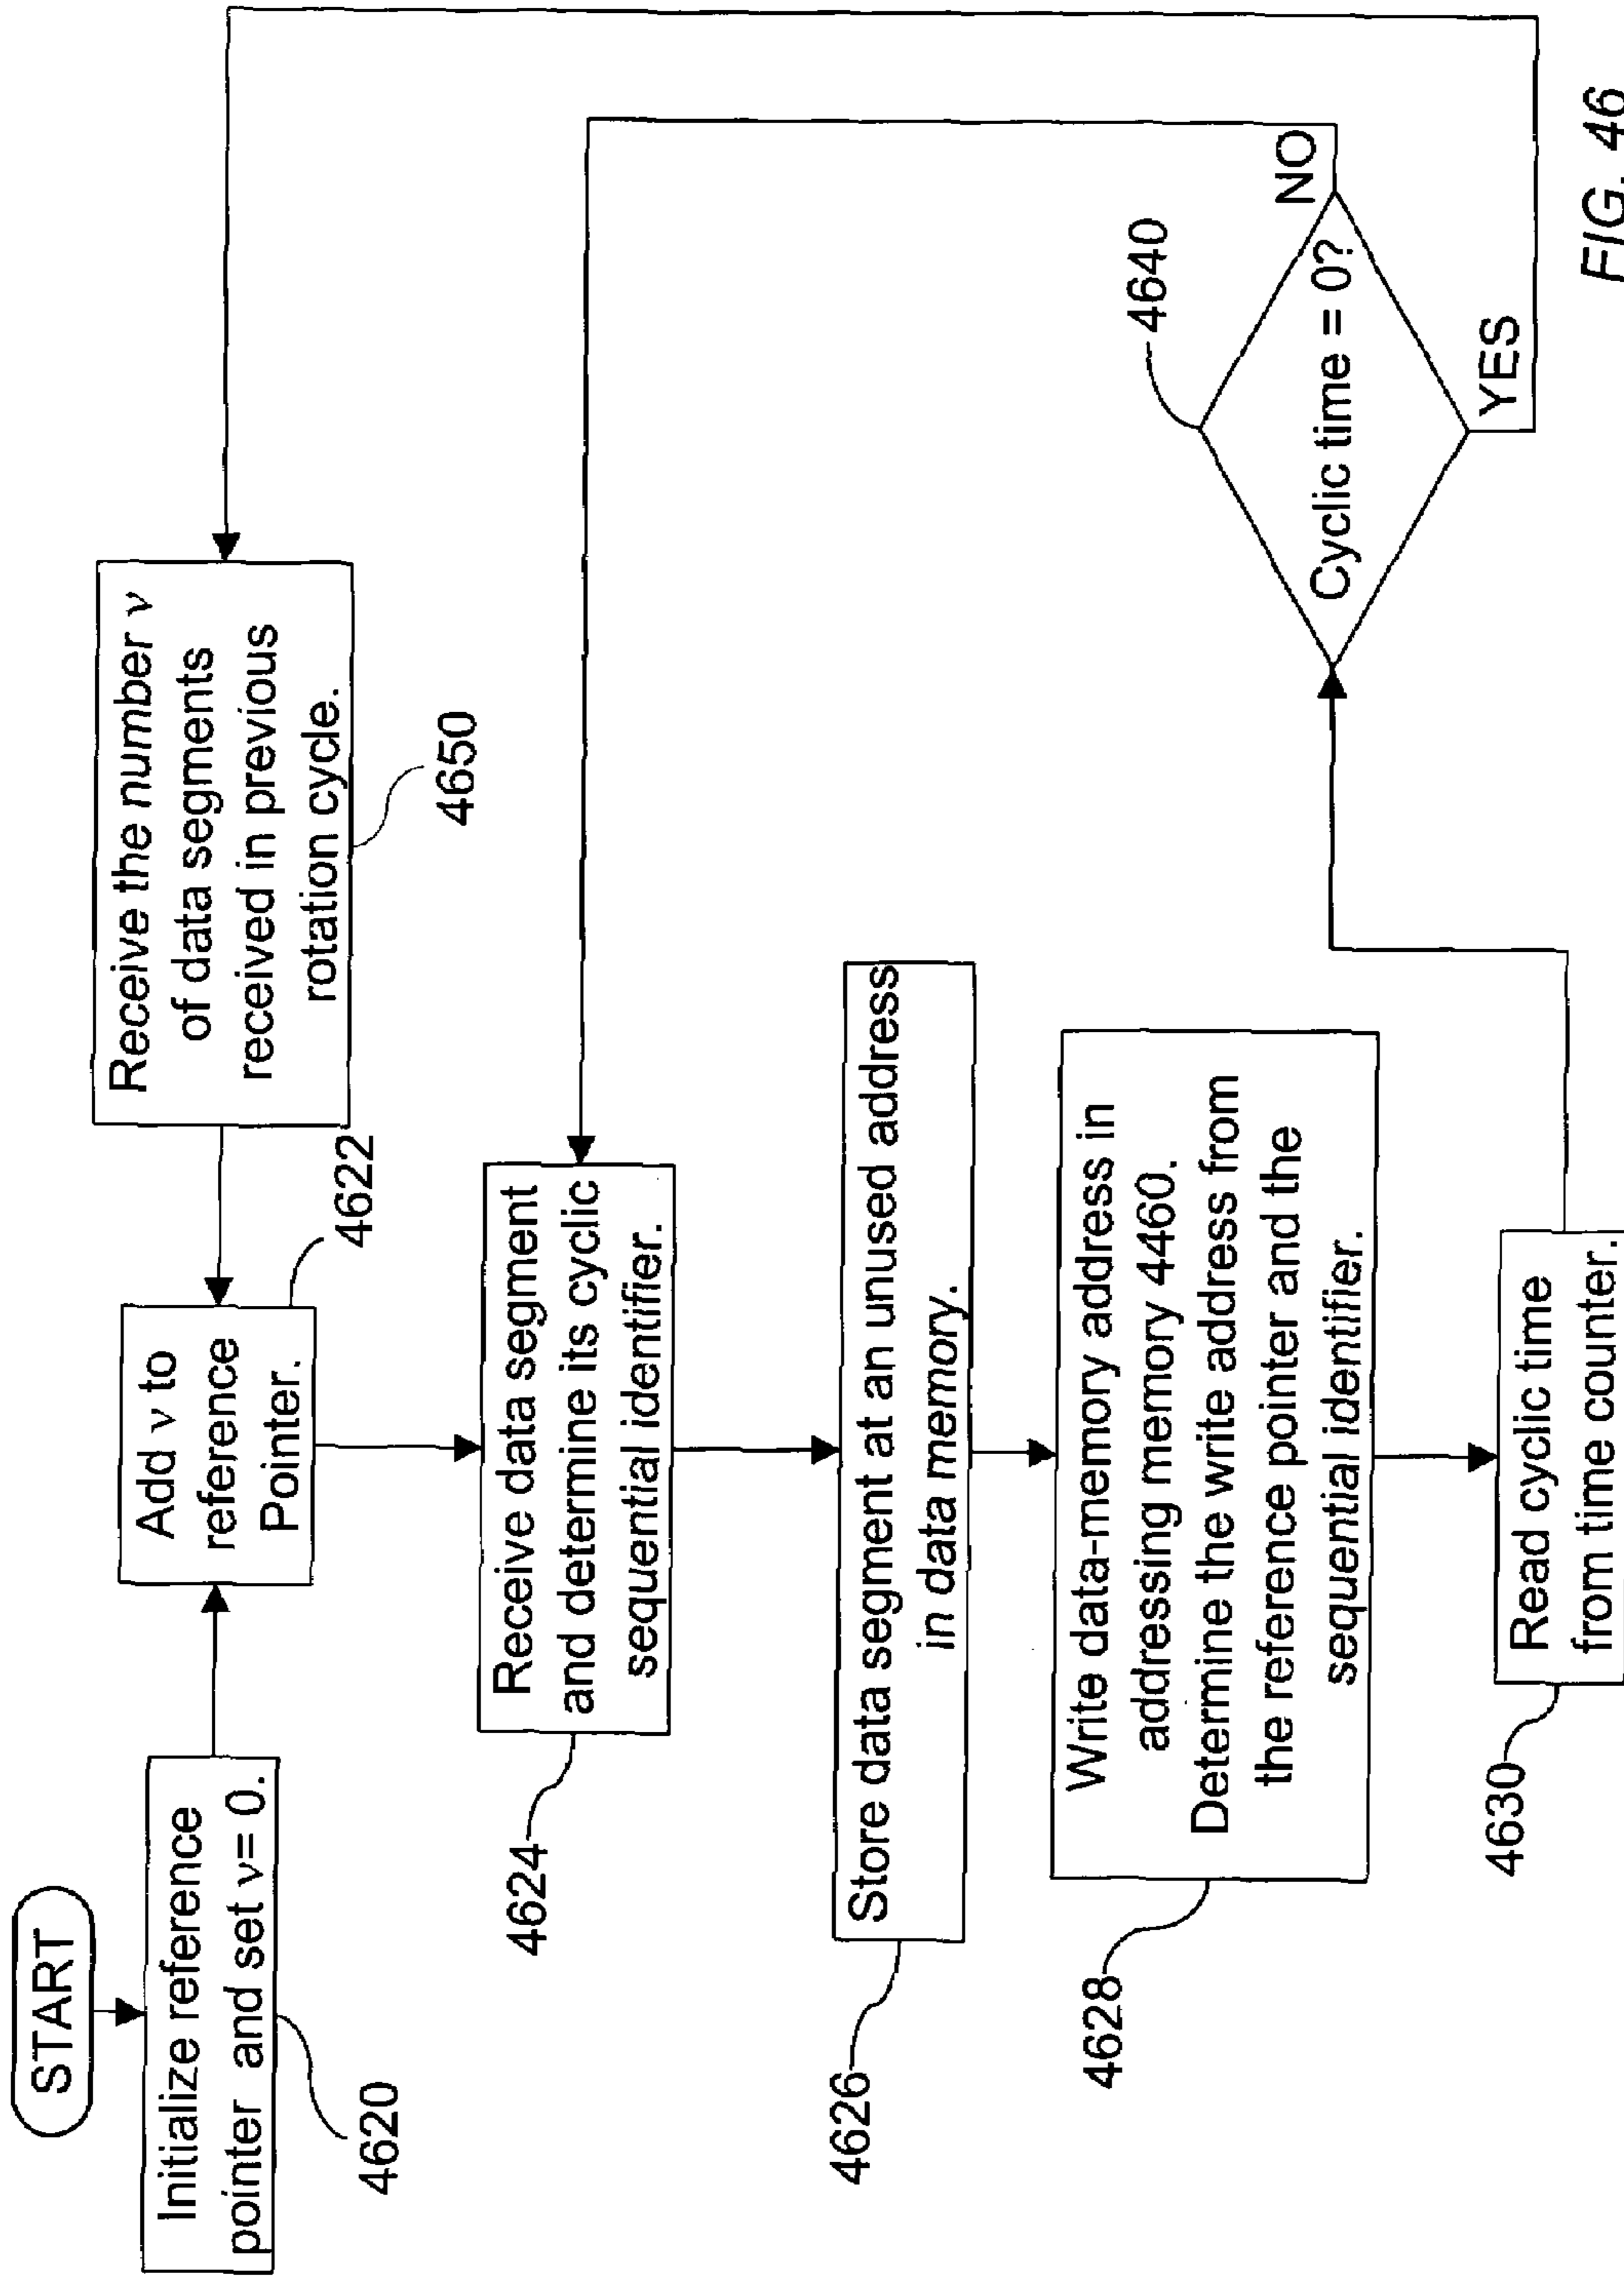 START
Initialize reference
pointer and set ν= 0.
4620
Add ν to
reference
Pointer.
4622
Receive the number ν
of data segments
received in previous
rotation cycle.
4650
Receive data segment
and determine its cyclic
sequential identifier.
4624
Store data segment at an unused address
in data memory.
4626
Write data-memory address in
addressing memory 4460.
Determine the write address from
the reference pointer and the
sequential identifier.
4628
Read cyclic time
from time counter.
4630
Cyclic time = 0?
4640
NO
YES
FIG. 46